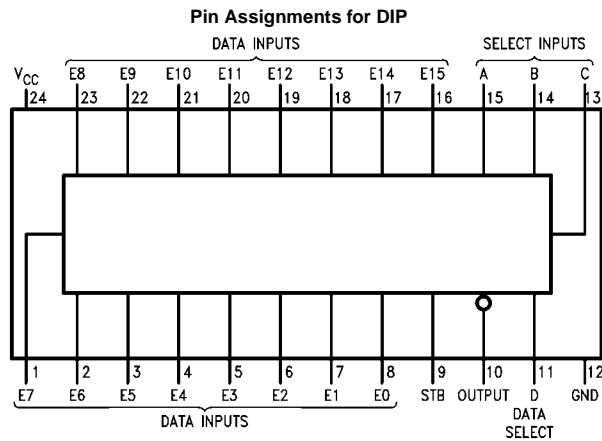 Pin Assignments for DIP
DATA INPUTS SELECT INPUTS
VCC E8 E9 E10 E11 E12 E13 E14 E15 A B C
24 23 22 21 20 19 18 17 16 15 14 13
1 2 3 4 5 6 7 8 9 10 11 12
E7 E6 E5 E4 E3 E2 E1 E0 STB OUTPUT D GND
DATA INPUTS DATA
SELECT